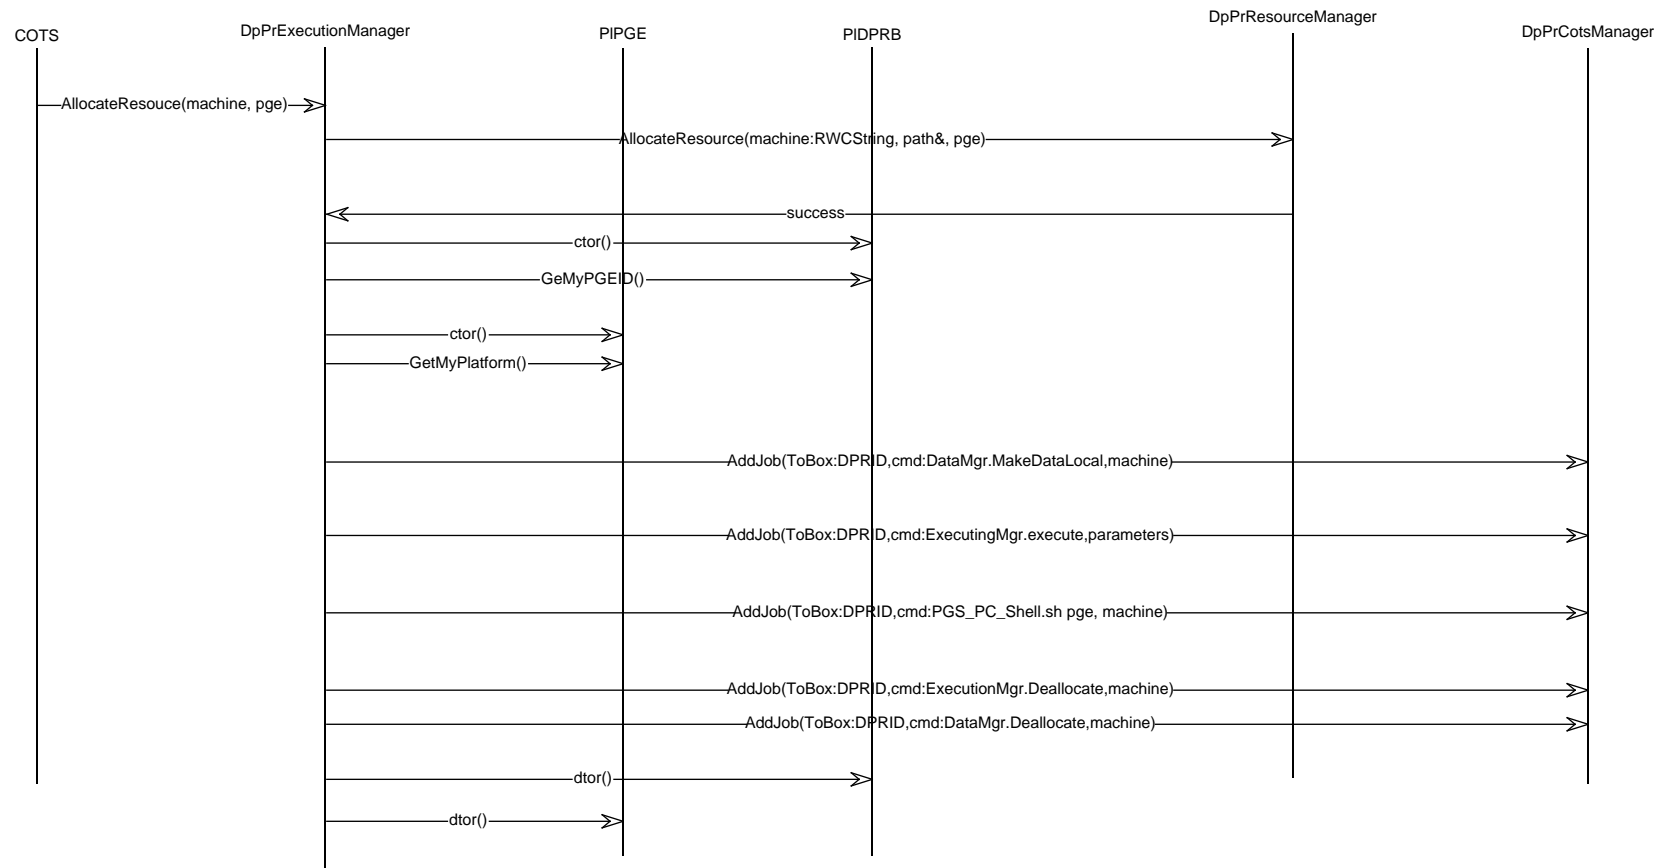 COTS
DpPrExecutionManager
PlPGE
PlDPRB
DpPrResourceManager
DpPrCotsManager
AllocateResouce(machine, pge)
AllocateResource(machine:RWCString, path&, pge)
success
ctor()
GeMyPGEID()
ctor()
GetMyPlatform()
AddJob(ToBox:DPRID,cmd:DataMgr.MakeDataLocal,machine)
AddJob(ToBox:DPRID,cmd:ExecutingMgr.execute,parameters)
AddJob(ToBox:DPRID,cmd:PGS_PC_Shell.sh pge, machine)
AddJob(ToBox:DPRID,cmd:ExecutionMgr.Deallocate,machine)
AddJob(ToBox:DPRID,cmd:DataMgr.Deallocate,machine)
dtor()
dtor()